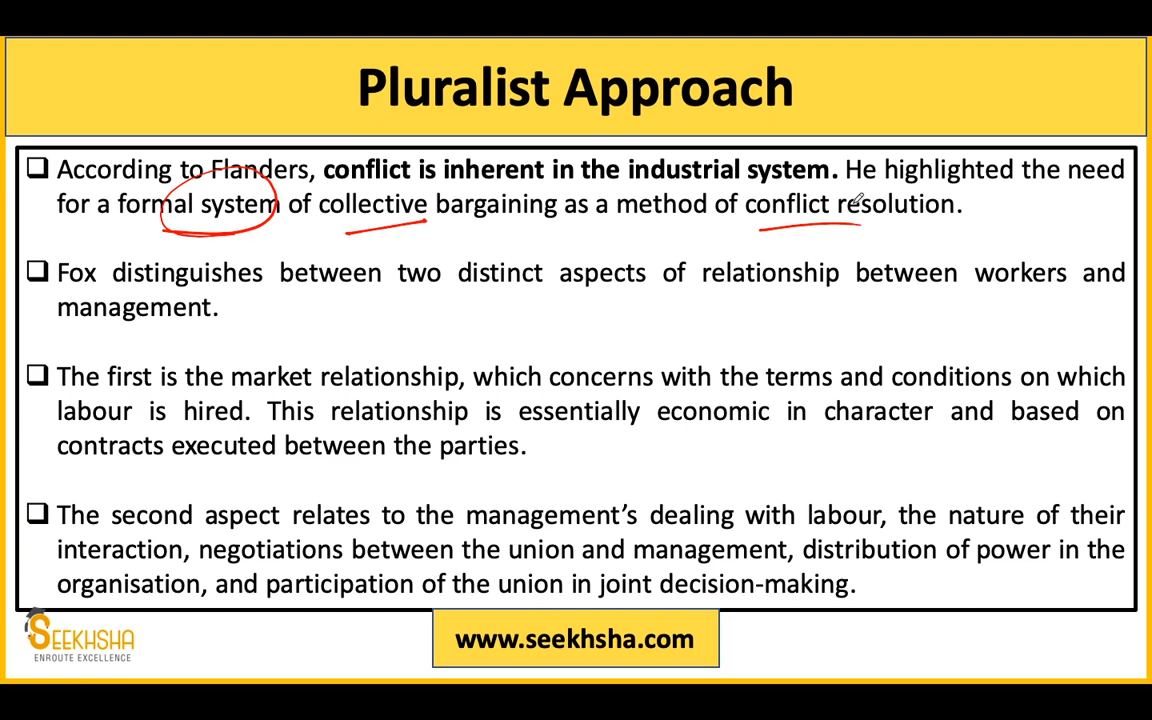 Pluralist Approach
According to Flanders, conflict is inherent in the industrial system. He highlighted the need
for a formal system of collective bargaining as a method of conflict resolution.
Fox distinguishes between two distinct aspects of relationship between workers and
management.
The first is the market relationship, which concerns with the terms and conditions on which
labour is hired. This relationship is essentially economic in character and based on
contracts executed between the parties.
The second aspect relates to the management's dealing with labour, the nature of their
interaction, negotiations between the union and management, distribution of power in the
organisation, and participation of the union in joint decision-making.
SEEKHSHA
ENROUTE EXCELLENCE
www.seekhsha.com